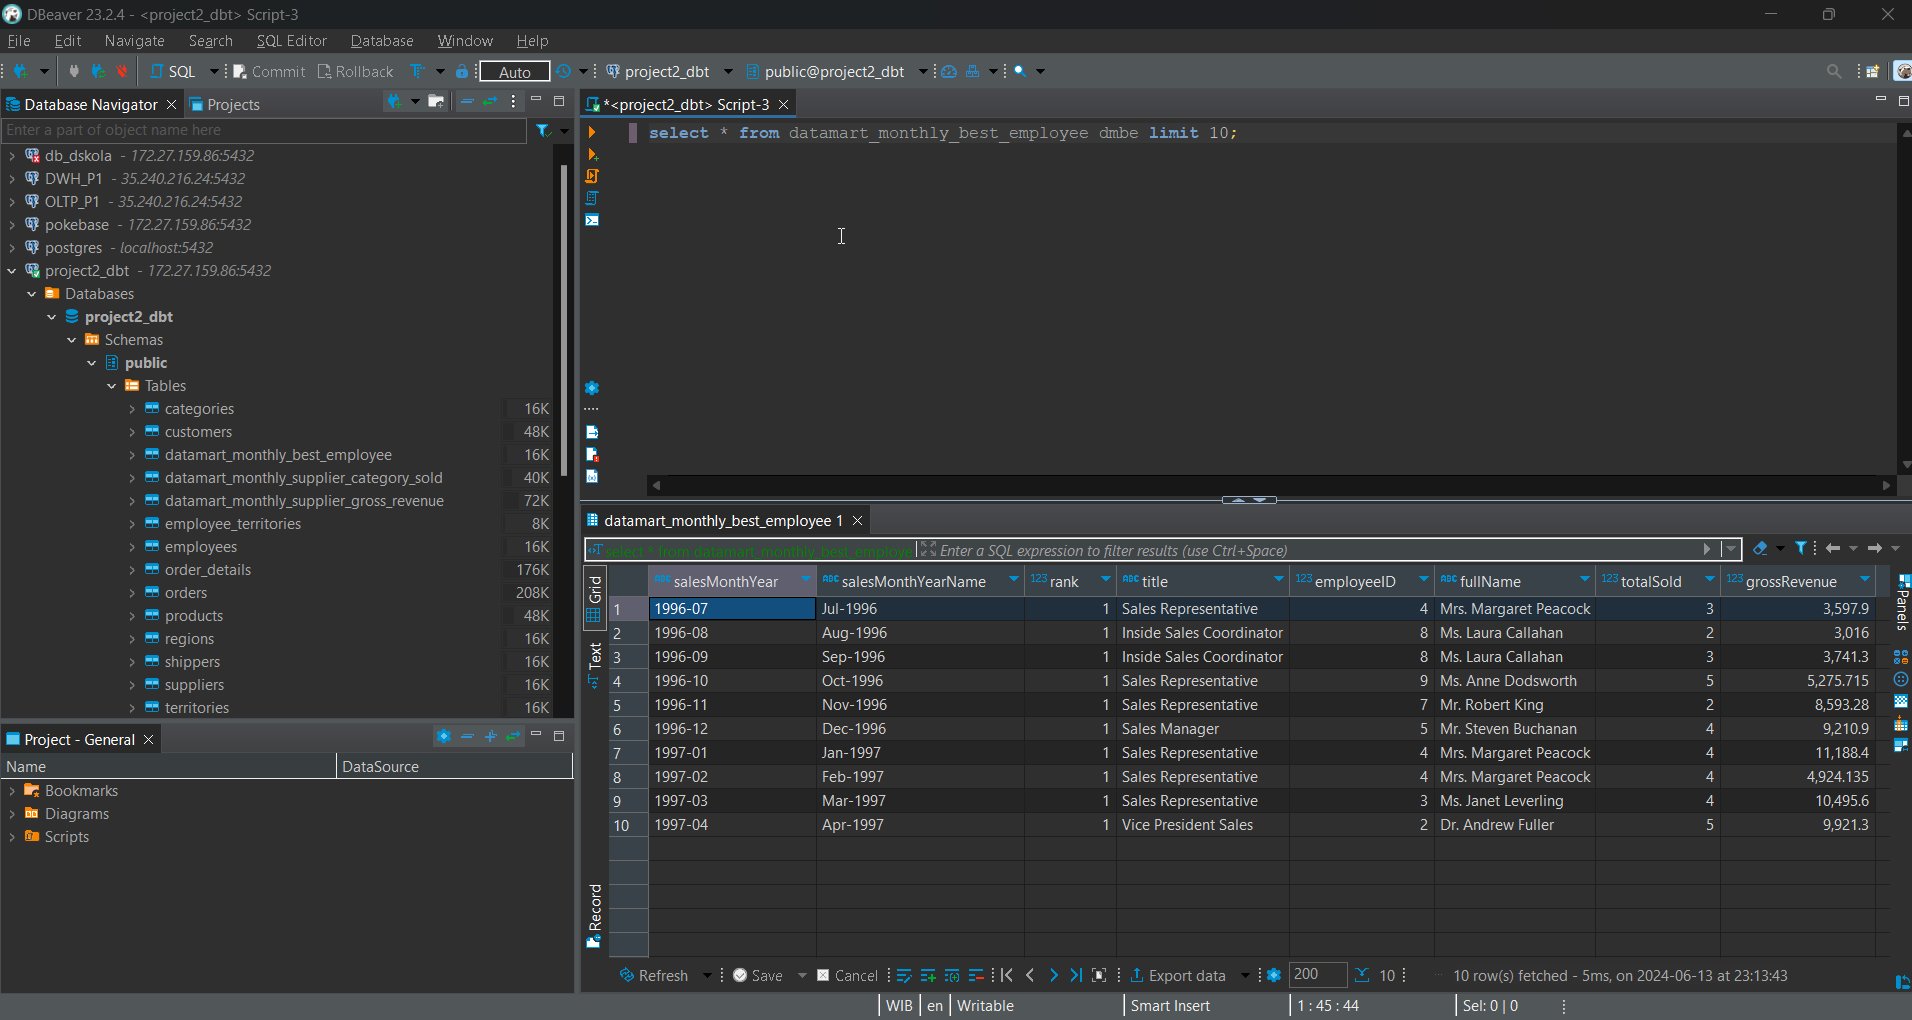 DBeaver 23.2.4 - <project2_dbt> Script-3
File Edit Navigate Search SQL Editor Database Window Help
SQL Commit Rollback Auto project2_dbt public@project2_dbt
Database Navigator Projects
Enter a part of object name here
db_dskola - 172.27.159.86:5432
DWH_P1 - 35.240.216.24:5432
OLTP_P1 - 35.240.216.24:5432
pokebase - 172.27.159.86:5432
postgres - localhost:5432
project2_dbt - 172.27.159.86:5432
Databases
project2_dbt
Schemas
public
Tables
categories 16K
customers 48K
datamart_monthly_best_employee 16K
datamart_monthly_supplier_category_sold 40K
datamart_monthly_supplier_gross_revenue 72K
employee_territories 8K
employees 16K
order_details 176K
orders 208K
products 48K
regions 16K
shippers 16K
suppliers 16K
territories 16K
Project - General
Name DataSource
Bookmarks
Diagrams
Scripts
*<project2_dbt> Script-3
select * from datamart_monthly_best_employee dmbe limit 10;
datamart_monthly_best_employee 1
select * from datamart_monthly_best_employe Enter a SQL expression to filter results (use Ctrl+Space)
Grid
Text
Record
Panels
ABC salesMonthYear ABC salesMonthYearName 123 rank ABC title 123 employeeID ABC fullName 123 totalSold 123 grossRevenue
1 1996-07 Jul-1996 1 Sales Representative 4 Mrs. Margaret Peacock 3 3,597.9
2 1996-08 Aug-1996 1 Inside Sales Coordinator 8 Ms. Laura Callahan 2 3,016
3 1996-09 Sep-1996 1 Inside Sales Coordinator 8 Ms. Laura Callahan 3 3,741.3
4 1996-10 Oct-1996 1 Sales Representative 9 Ms. Anne Dodsworth 5 5,275.715
5 1996-11 Nov-1996 1 Sales Representative 7 Mr. Robert King 2 8,593.28
6 1996-12 Dec-1996 1 Sales Manager 5 Mr. Steven Buchanan 4 9,210.9
7 1997-01 Jan-1997 1 Sales Representative 4 Mrs. Margaret Peacock 4 11,188.4
8 1997-02 Feb-1997 1 Sales Representative 4 Mrs. Margaret Peacock 4 4,924.135
9 1997-03 Mar-1997 1 Sales Representative 3 Ms. Janet Leverling 4 10,495.6
10 1997-04 Apr-1997 1 Vice President Sales 2 Dr. Andrew Fuller 5 9,921.3
Refresh Save Cancel Export data 200 10 10 row(s) fetched - 5ms, on 2024-06-13 at 23:13:43
WIB en Writable Smart Insert 1 : 45 : 44 Sel: 0 | 0